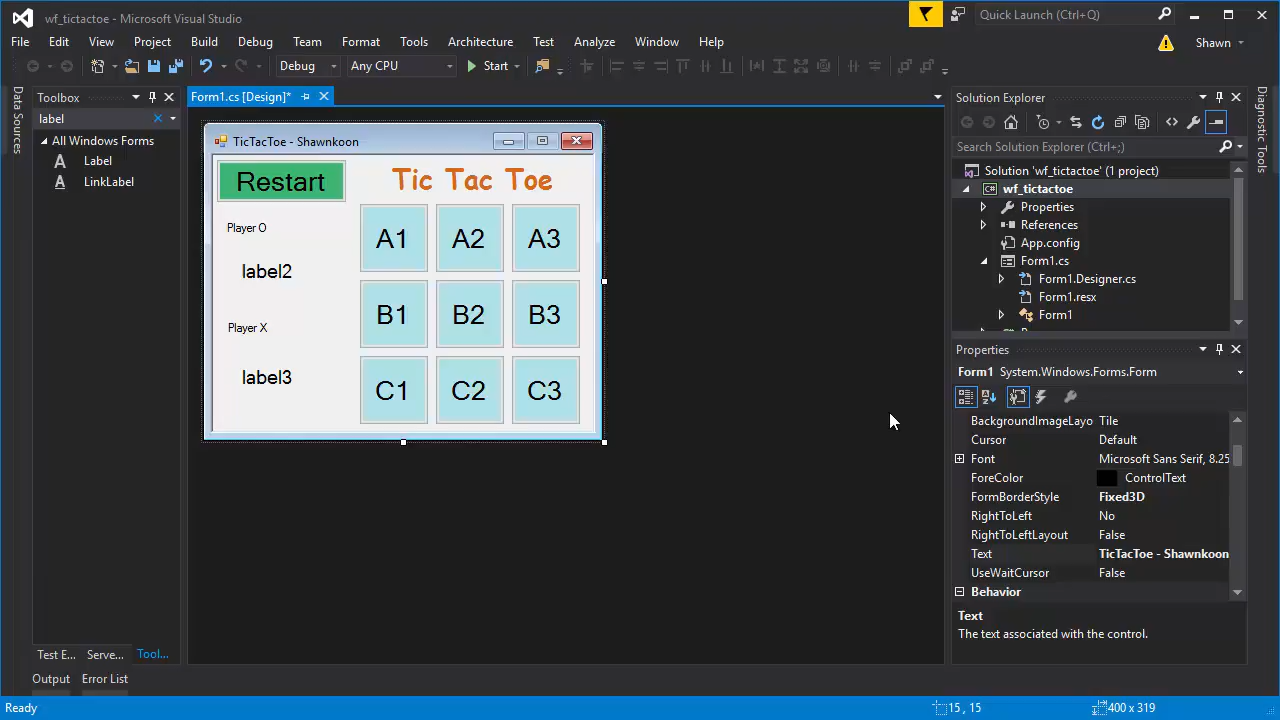 wf_tictactoe - Microsoft Visual Studio
Quick Launch (Ctrl+Q)
File Edit View Project Build Debug Team Format Tools Architecture Test Analyze Window Help
Shawn
Debug Any CPU Start
Data Sources
Toolbox
label
All Windows Forms
A Label
A LinkLabel
Test E... Serve... Tool...
Form1.cs [Design]*
TicTacToe - Shawnkoon
Restart
Tic Tac Toe
Player O
label2
Player X
label3
A1 A2 A3
B1 B2 B3
C1 C2 C3
Solution Explorer
Search Solution Explorer (Ctrl+;)
Solution 'wf_tictactoe' (1 project)
C# wf_tictactoe
Properties
References
App.config
Form1.cs
Form1.Designer.cs
Form1.resx
Form1
Diagnostic Tools
Properties
Form1 System.Windows.Forms.Form
BackgroundImageLayo Tile
Cursor Default
Font Microsoft Sans Serif, 8.25
ForeColor ControlText
FormBorderStyle Fixed3D
RightToLeft No
RightToLeftLayout False
Text TicTacToe - Shawnkoon
UseWaitCursor False
Behavior
Text
The text associated with the control.
Output Error List
Ready
15 , 15
400 x 319